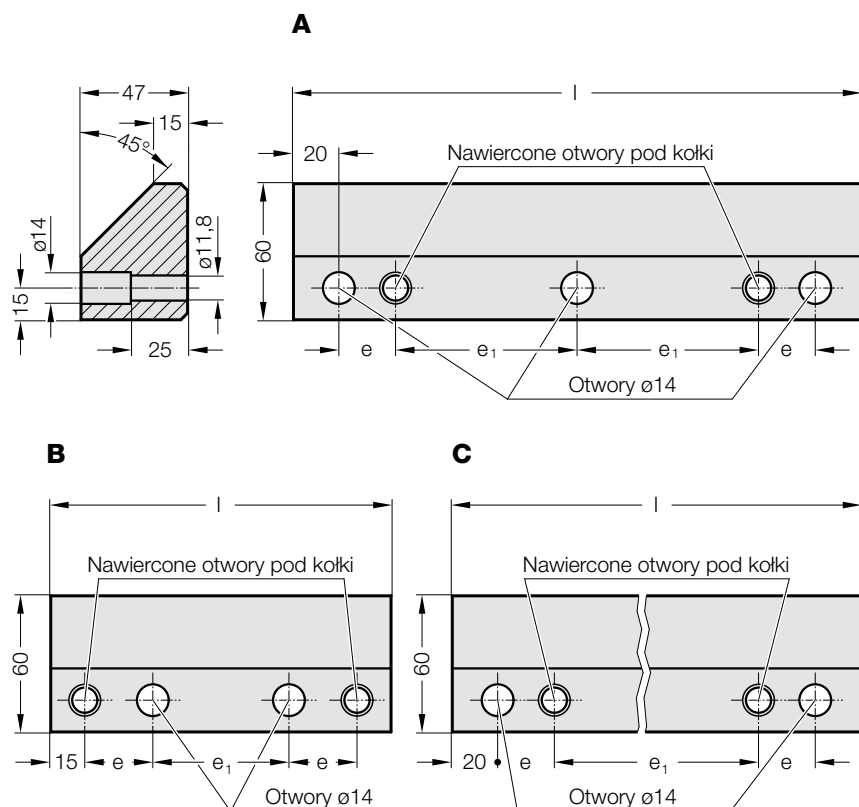 A
47
l
15
45°
20
Nawiercone otwory pod kołki
ø14
ø11,8
60
15
25
e
e₁
e₁
e
Otwory ø14
B
C
l
l
Nawiercone otwory pod kołki
Nawiercone otwory pod kołki
60
60
15
e
e₁
e
20
e
e₁
e
Otwory ø14
Otwory ø14